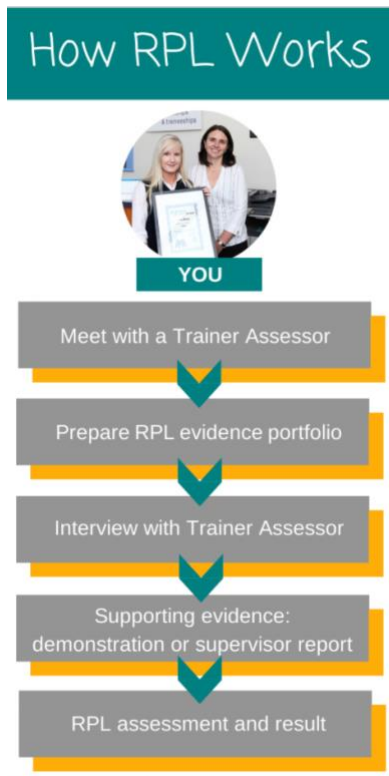 How RPL Works
& Traineeships
YOU
Meet with a Trainer Assessor
Prepare RPL evidence portfolio
Interview with Trainer Assessor
Supporting evidence:
demonstration or supervisor report
RPL assessment and result